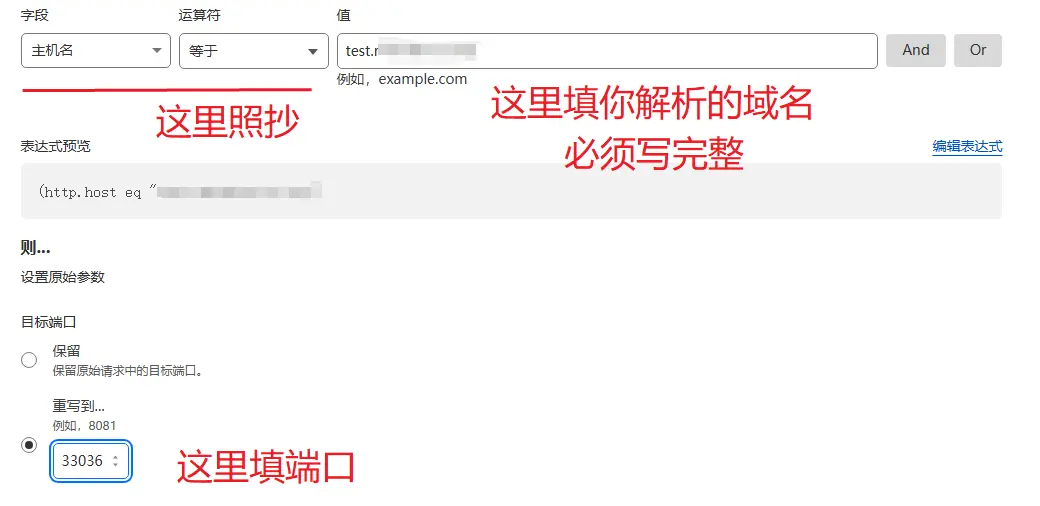 字段
运算符
值
主机名
等于
test.r
And
Or
例如，example.com
这里照抄
这里填你解析的域名
必须写完整
表达式预览
编辑表达式
(http.host eq "
则...
设置原始参数
目标端口
保留
保留原始请求中的目标端口。
重写到...
例如，8081
33036
这里填端口